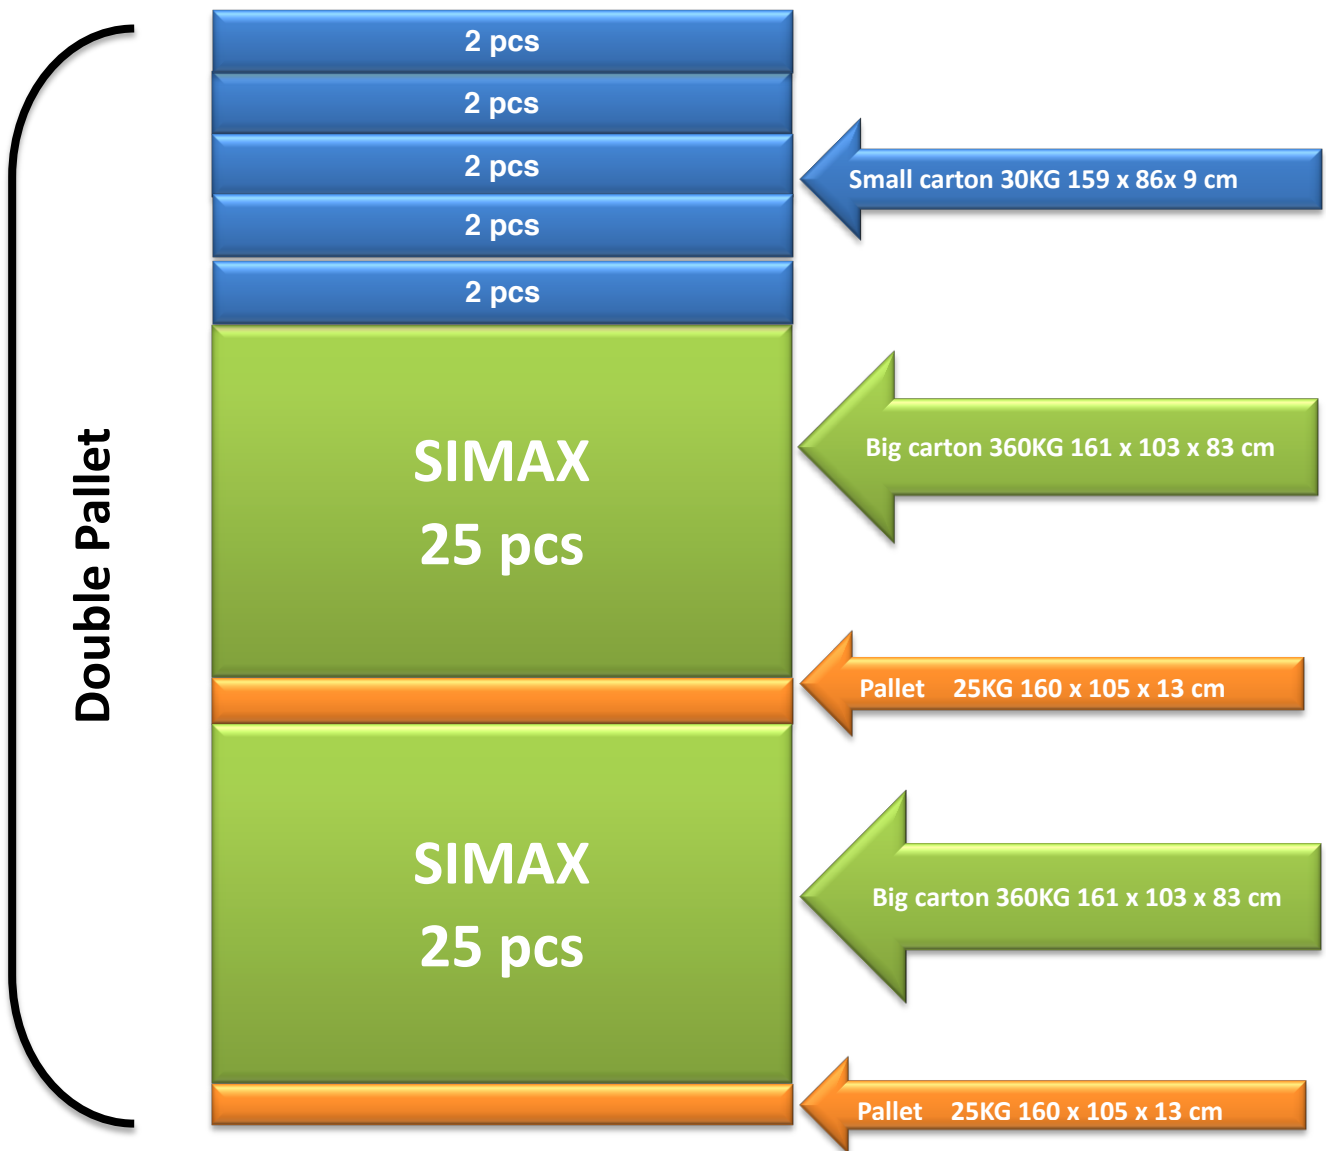 2 pcs
2 pcs
2 pcs
Small carton 30KG 159 x 86x 9 cm
2 pcs
2 pcs
Double Pallet
SIMAX
25 pcs
Big carton 360KG 161 x 103 x 83 cm
Pallet 25KG 160 x 105 x 13 cm
SIMAX
25 pcs
Big carton 360KG 161 x 103 x 83 cm
Pallet 25KG 160 x 105 x 13 cm